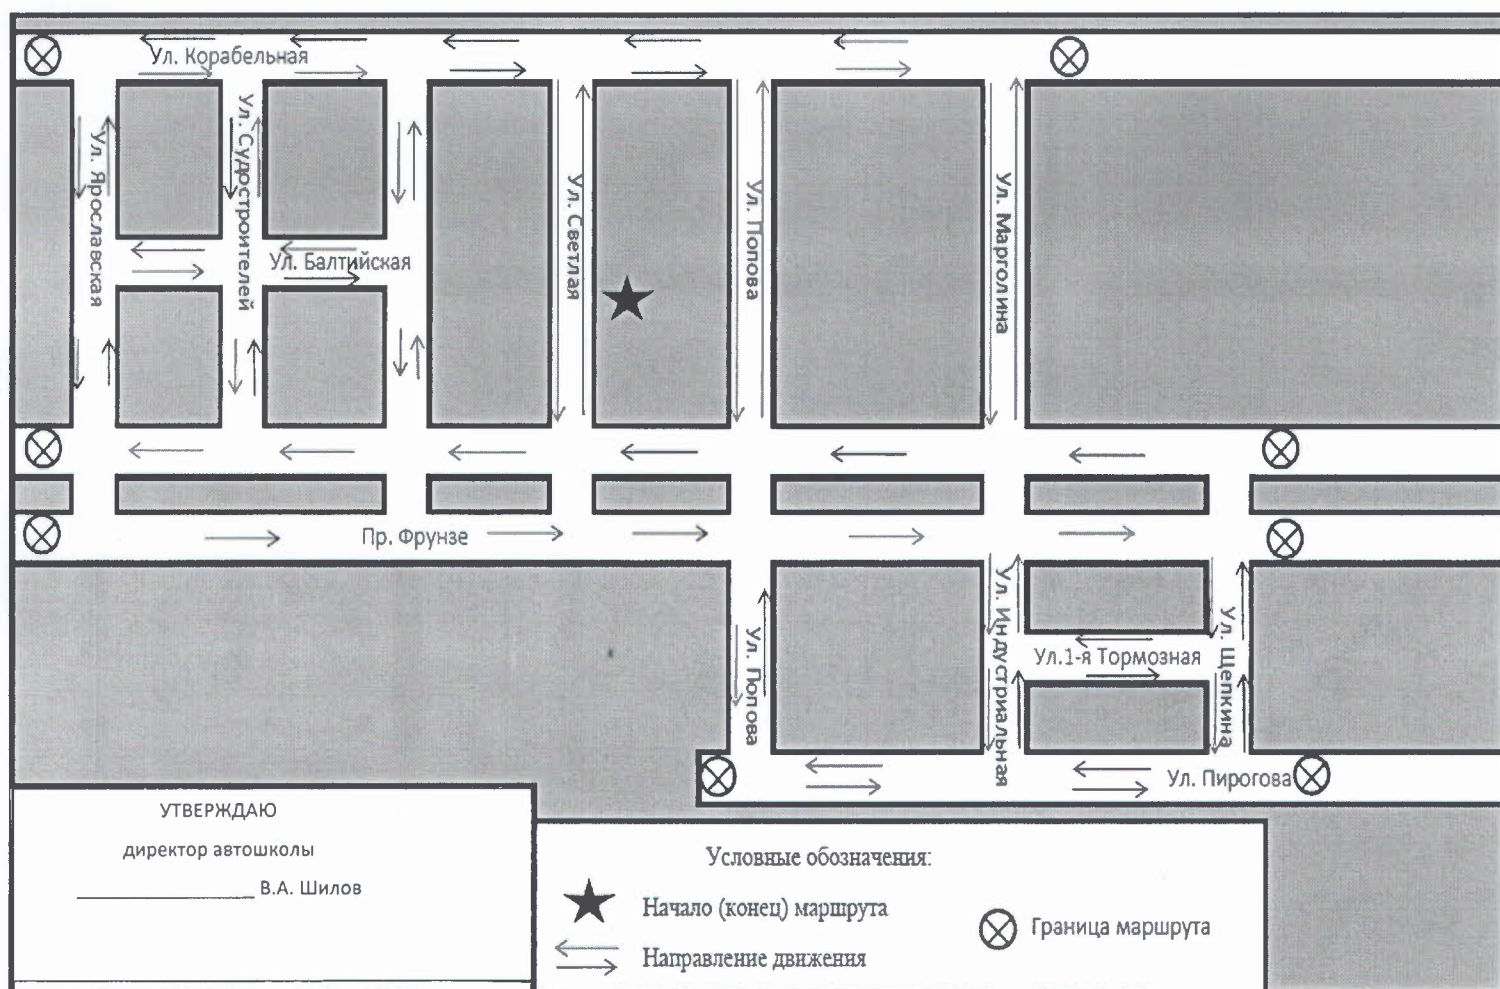 Ул. Корабельная
Ул. Ярославская
Ул. Судостроителей
Ул. Балтийская
Ул. Светлая
Ул. Попова
Ул. Марголина
Пр. Фрунзе
Ул. Попова
Ул. Индустриальная
Ул.1-я Тормозная
Ул. Щепкина
Ул. Пирогова
УТВЕРЖДАЮ
директор автошколы
В.А. Шилов
Условные обозначения:
Начало (конец) маршрута
Граница маршрута
Направление движения